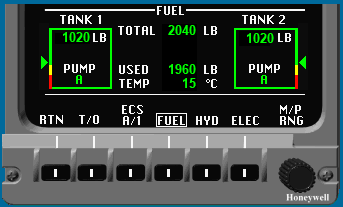 FUEL
TANK 1
TOTAL 2040 LB
TANK 2
1020 LB
1020 LB
PUMP
A
USED 1960 LB
TEMP 15 °C
PUMP
A
RTN T/O ECS A/1 FUEL HYD ELEC M/P RNG
Honeywell